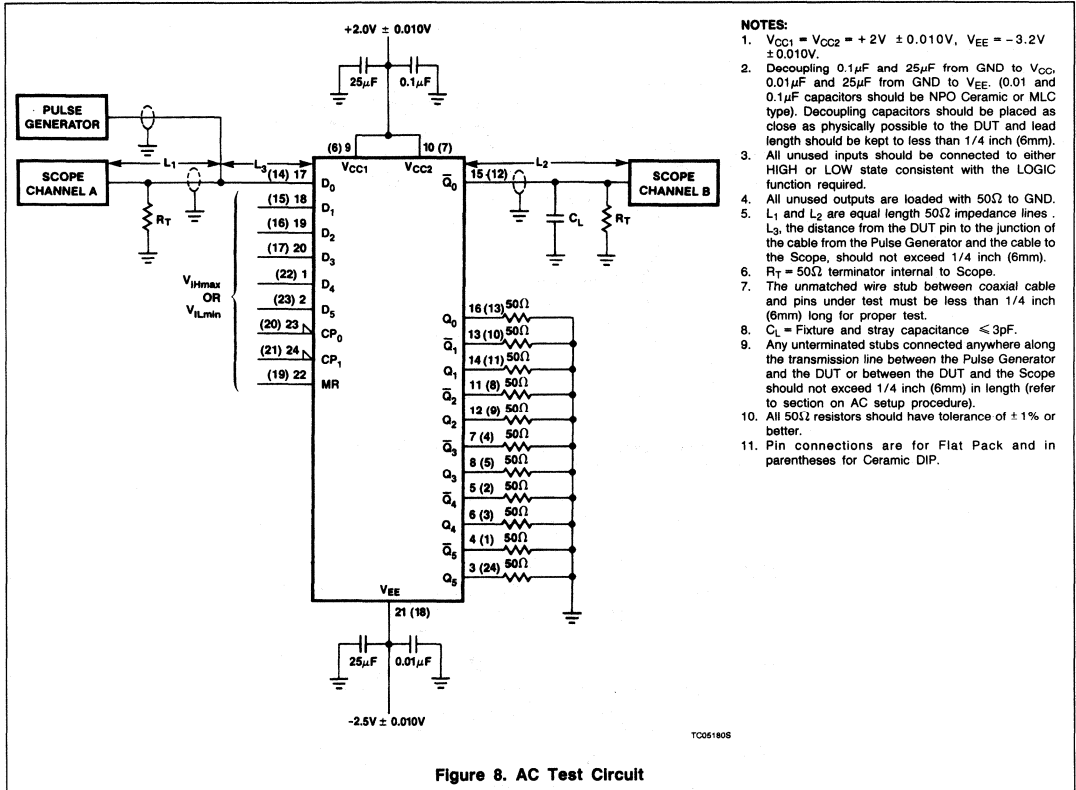 +2.0V ± 0.010V
25μF
0.1μF
PULSE
GENERATOR
SCOPE
CHANNEL A
L1
L3
RT
(6) 9
10 (7)
VCC1
VCC2
(14) 17
D0
(15) 18
D1
(16) 19
D2
(17) 20
D3
(22) 1
D4
(23) 2
D5
(20) 23
CP0
(21) 24
CP1
(19) 22
MR
VIHmax
OR
VILmin
L2
Q̅0
15 (12)
SCOPE
CHANNEL B
CL
RT
Q0
16 (13) 50Ω
Q̅1
13 (10) 50Ω
Q1
14 (11) 50Ω
Q̅2
11 (8) 50Ω
Q2
12 (9) 50Ω
Q̅3
7 (4) 50Ω
Q3
8 (5) 50Ω
Q̅4
5 (2) 50Ω
Q4
6 (3) 50Ω
Q̅5
4 (1) 50Ω
Q5
3 (24) 50Ω
VEE
21 (18)
25μF
0.01μF
-2.5V ± 0.010V
TC05180S
NOTES:
1. VCC1 = VCC2 = +2V ±0.010V, VEE = −3.2V
±0.010V.
2. Decoupling 0.1μF and 25μF from GND to VCC,
0.01μF and 25μF from GND to VEE. (0.01 and
0.1μF capacitors should be NPO Ceramic or MLC
type). Decoupling capacitors should be placed as
close as physically possible to the DUT and lead
length should be kept to less than 1/4 inch (6mm).
3. All unused inputs should be connected to either
HIGH or LOW state consistent with the LOGIC
function required.
4. All unused outputs are loaded with 50Ω to GND.
5. L1 and L2 are equal length 50Ω impedance lines .
L3, the distance from the DUT pin to the junction of
the cable from the Pulse Generator and the cable to
the Scope, should not exceed 1/4 inch (6mm).
6. RT = 50Ω terminator internal to Scope.
7. The unmatched wire stub between coaxial cable
and pins under test must be less than 1/4 inch
(6mm) long for proper test.
8. CL = Fixture and stray capacitance ⩽ 3pF.
9. Any unterminated stubs connected anywhere along
the transmission line between the Pulse Generator
and the DUT or between the DUT and the Scope
should not exceed 1/4 inch (6mm) in length (refer
to section on AC setup procedure).
10. All 50Ω resistors should have tolerance of ±1% or
better.
11. Pin connections are for Flat Pack and in
parentheses for Ceramic DIP.
Figure 8. AC Test Circuit